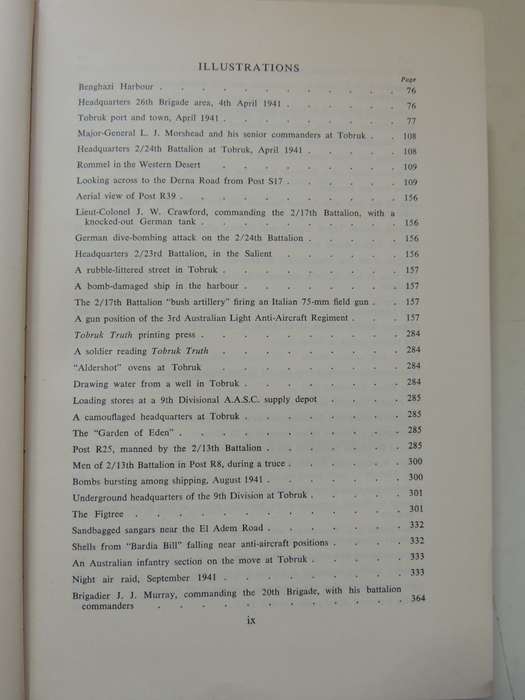 ILLUSTRATIONS
Page
Benghazi Harbour . . . . . . . . . . . 76
Headquarters 26th Brigade area, 4th April 1941 . . . . . 76
Tobruk port and town, April 1941 . . . . . . . . 77
Major-General L. J. Morshead and his senior commanders at Tobruk . . 108
Headquarters 2/24th Battalion at Tobruk, April 1941 . . . . . 108
Rommel in the Western Desert . . . . . . . . 109
Looking across to the Derna Road from Post S17 . . . . . 109
Aerial view of Post R39 . . . . . . . . . . 156
Lieut-Colonel J. W. Crawford, commanding the 2/17th Battalion, with a
knocked-out German tank . . . . . . . . . 156
German dive-bombing attack on the 2/24th Battalion . . . . . 156
Headquarters 2/23rd Battalion, in the Salient . . . . . 156
A rubble-littered street in Tobruk . . . . . . . . 157
A bomb-damaged ship in the harbour . . . . . . . 157
The 2/17th Battalion "bush artillery" firing an Italian 75-mm field gun . . 157
A gun position of the 3rd Australian Light Anti-Aircraft Regiment . . . 157
Tobruk Truth printing press . . . . . . . . . 284
A soldier reading Tobruk Truth . . . . . . . . 284
"Aldershot" ovens at Tobruk . . . . . . . . 284
Drawing water from a well in Tobruk . . . . . . . 284
Loading stores at a 9th Divisional A.A.S.C. supply depot . . . . 285
A camouflaged headquarters at Tobruk . . . . . . . 285
The "Garden of Eden" . . . . . . . . . . 285
Post R25, manned by the 2/13th Battalion . . . . . . 285
Men of 2/13th Battalion in Post R8, during a truce . . . . . 300
Bombs bursting among shipping, August 1941 . . . . . . 300
Underground headquarters of the 9th Division at Tobruk . . . . 301
The Figtree . . . . . . . . . . . 301
Sandbagged sangars near the El Adem Road . . . . . . 332
Shells from "Bardia Bill" falling near anti-aircraft positions . . . . 332
An Australian infantry section on the move at Tobruk . . . . . 333
Night air raid, September 1941 . . . . . . . . 333
Brigadier J. J. Murray, commanding the 20th Brigade, with his battalion
commanders . . . . . . . . . . . 364
ix